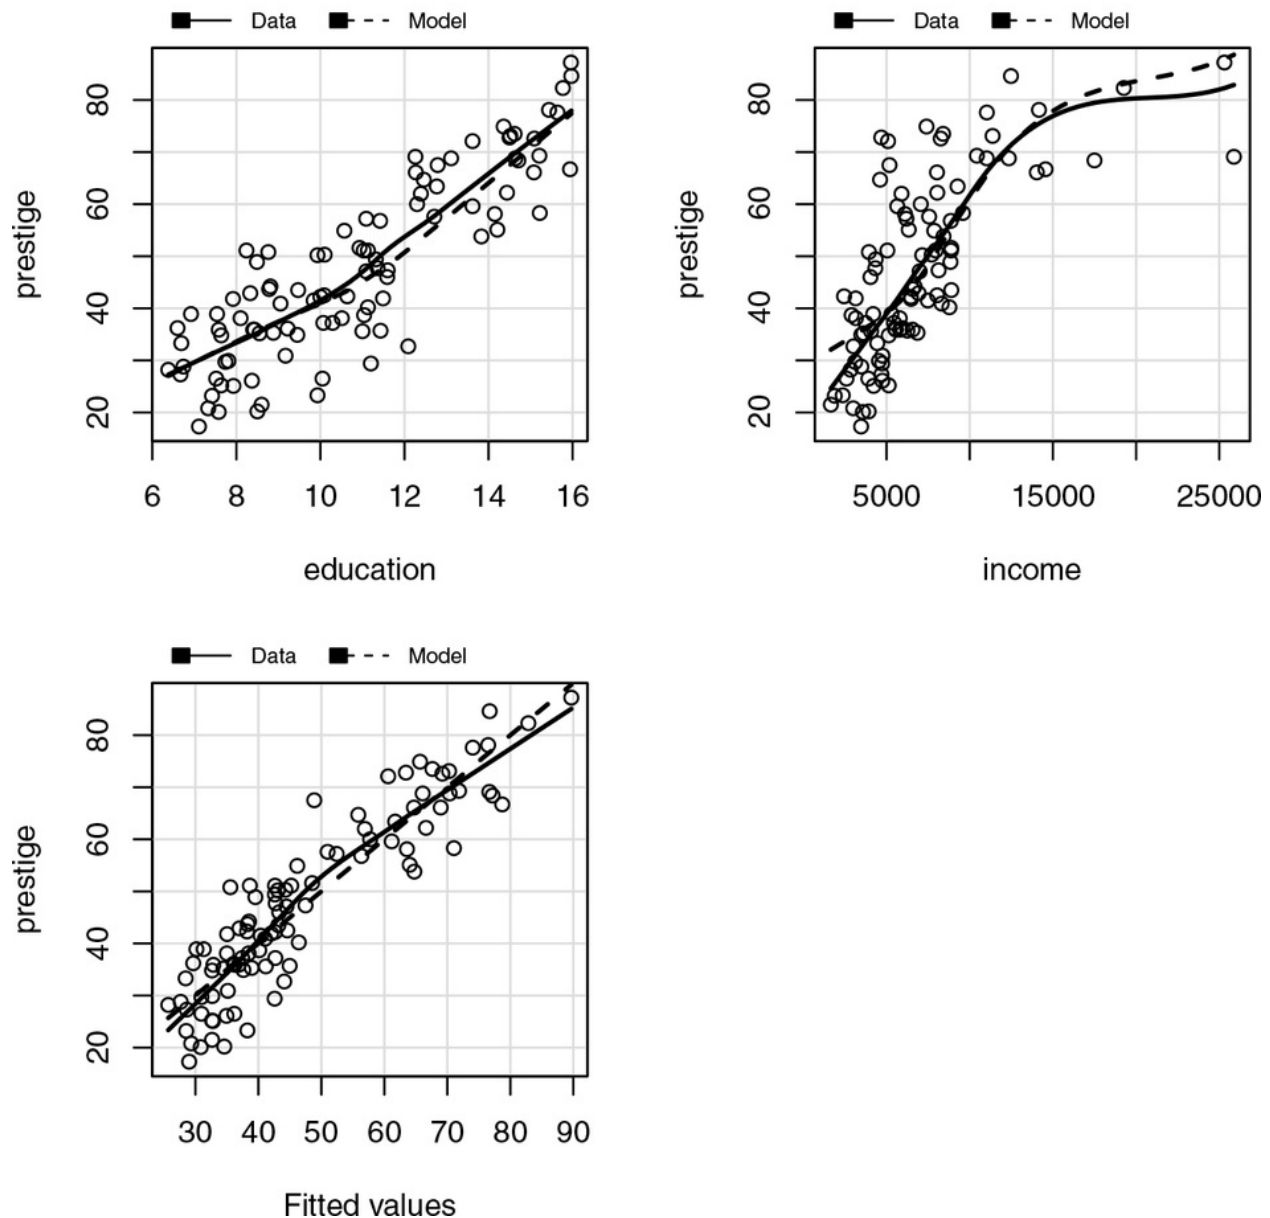 Data Model
prestige
80
60
40
20
6 8 10 12 14 16
education
Data Model
prestige
80
60
40
20
5000 15000 25000
income
Data Model
prestige
80
60
40
20
30 40 50 60 70 80 90
Fitted values